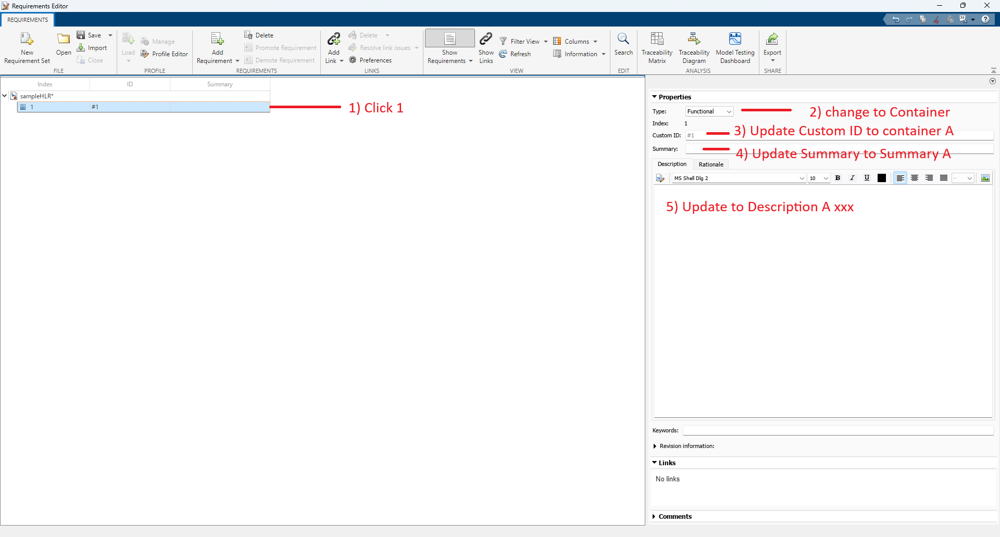 Requirements Editor
REQUIREMENTS
New
Requirement Set
Open
Save
Import
Close
FILE
Load
Manage
Profile Editor
PROFILE
Add
Requirement
Delete
Promote Requirement
Demote Requirement
REQUIREMENTS
Add
Link
Delete
Resolve link issues
Preferences
LINKS
Show
Requirements
Show
Links
Filter View
Refresh
Columns
Information
VIEW
Search
EDIT
Traceability
Matrix
Traceability
Diagram
Model Testing
Dashboard
ANALYSIS
Export
SHARE
Index ID Summary
sampleHLR*
1 #1
1) Click 1
Properties
Type: Functional
2) change to Container
Index: 1
Custom ID: #1
3) Update Custom ID to container A
Summary:
4) Update Summary to Summary A
Description Rationale
MS Shell Dlg 2 10 B I U
5) Update to Description A xxx
Keywords:
Revision information:
Links
No links
Comments